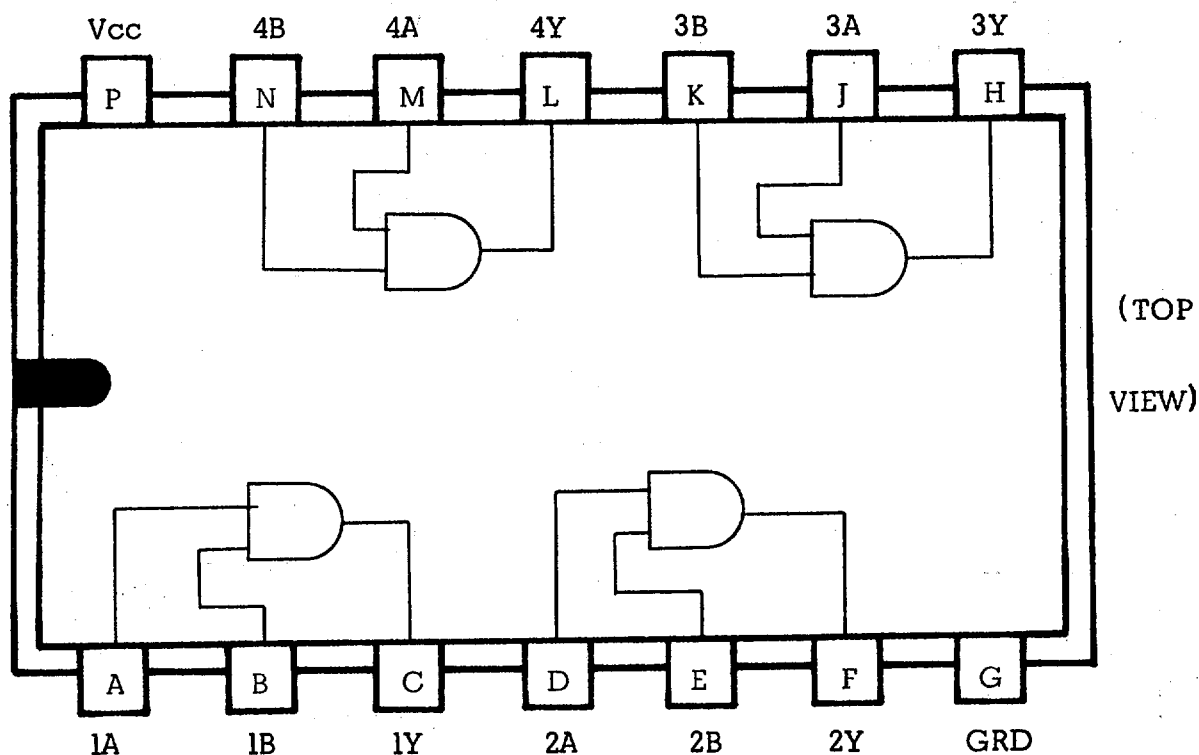 Vcc 4B 4A 4Y 3B 3A 3Y
P N M L K J H
(TOP
VIEW)
A B C D E F G
1A 1B 1Y 2A 2B 2Y GRD